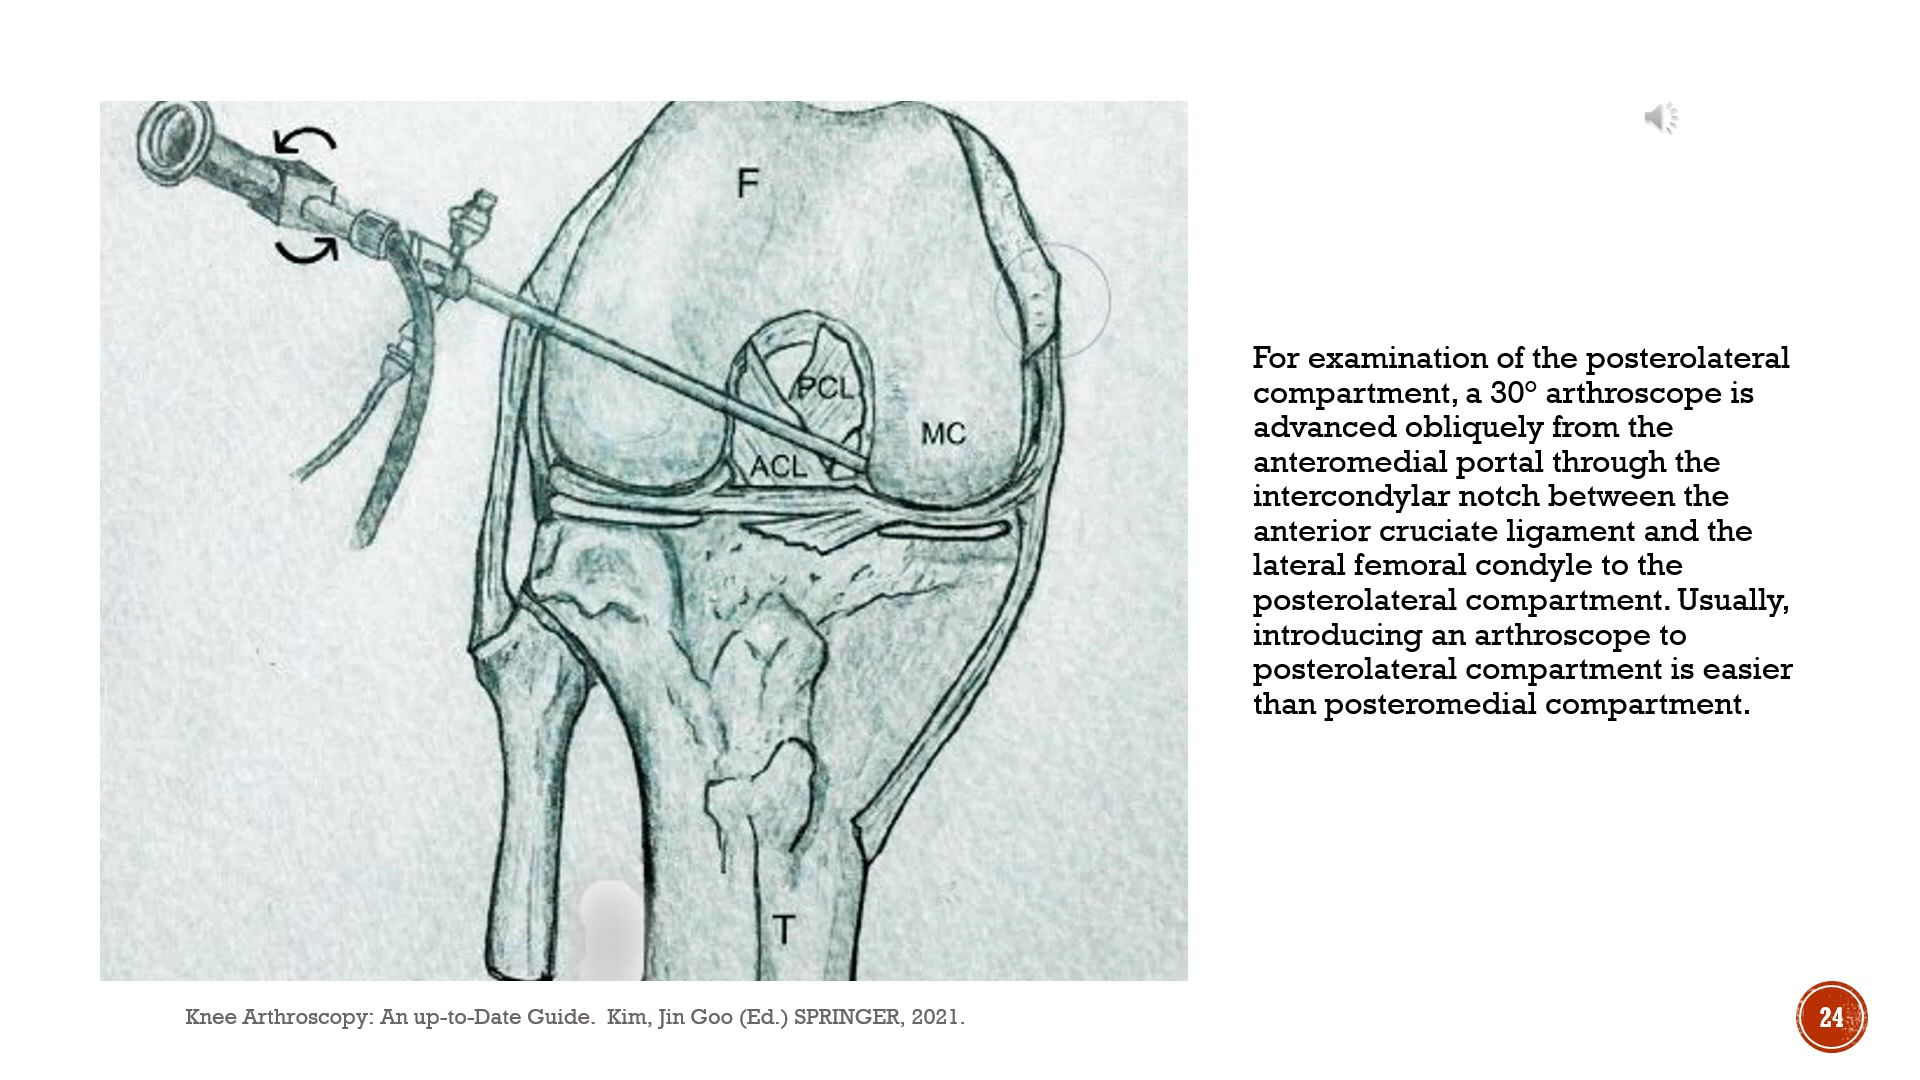 F
PCL
MC
ACL
T
For examination of the posterolateral
compartment, a 30° arthroscope is
advanced obliquely from the
anteromedial portal through the
intercondylar notch between the
anterior cruciate ligament and the
lateral femoral condyle to the
posterolateral compartment. Usually,
introducing an arthroscope to
posterolateral compartment is easier
than posteromedial compartment.
Knee Arthroscopy: An up-to-Date Guide.  Kim, Jin Goo (Ed.) SPRINGER, 2021.
24